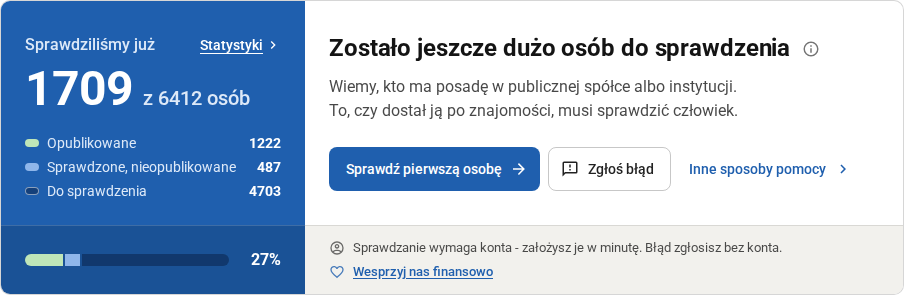 Sprawdziliśmy już
Statystyki
1709 z 6412 osób
Opublikowane 1222
Sprawdzone, nieopublikowane 487
Do sprawdzenia 4703
27%
Zostało jeszcze dużo osób do sprawdzenia
Wiemy, kto ma posadę w publicznej spółce albo instytucji.
To, czy dostał ją po znajomości, musi sprawdzić człowiek.
Sprawdź pierwszą osobę
Zgłoś błąd
Inne sposoby pomocy
Sprawdzanie wymaga konta - założysz je w minutę. Błąd zgłosisz bez konta.
Wesprzyj nas finansowo